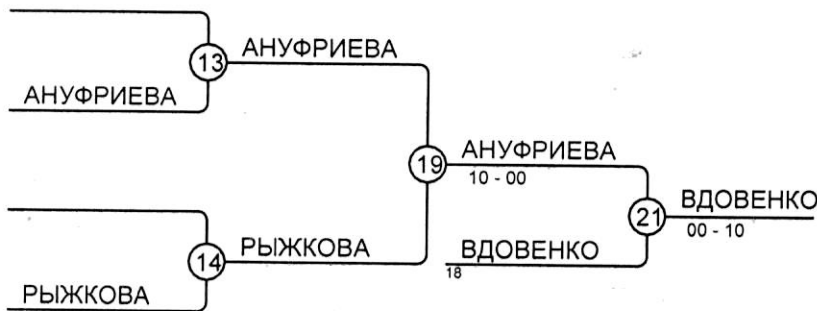 13
АНУФРИЕВА
АНУФРИЕВА
19
АНУФРИЕВА
10 - 00
21
ВДОВЕНКО
00 - 10
14
РЫЖКОВА
ВДОВЕНКО
18
РЫЖКОВА